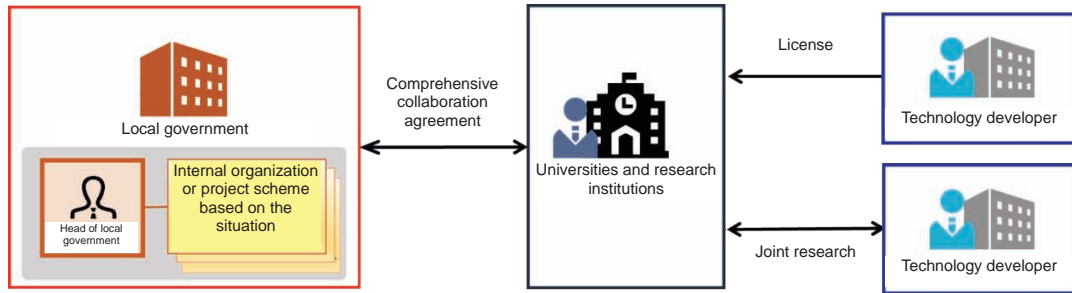 Local government
Head of local
government
Internal organization
or project scheme
based on the
situation
Comprehensive
collaboration
agreement
Universities and research
institutions
License
Technology developer
Joint research
Technology developer